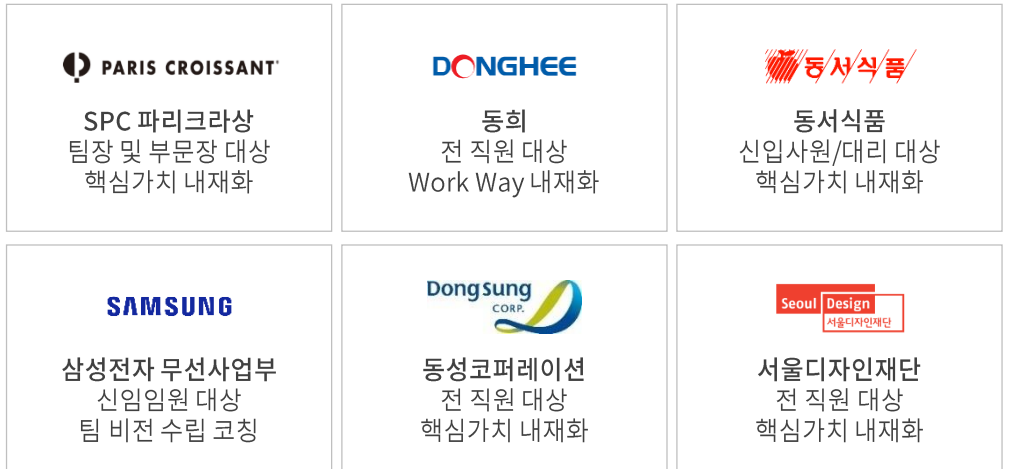 PARIS CROISSANT
SPC 파리크라상
팀장 및 부문장 대상
핵심가치 내재화
DONGHEE
동희
전 직원 대상
Work Way 내재화
동서식품
동서식품
신입사원/대리 대상
핵심가치 내재화
SAMSUNG
삼성전자 무선사업부
신임임원 대상
팀 비전 수립 코칭
DongSung
CORP.
동성코퍼레이션
전 직원 대상
핵심가치 내재화
Seoul Design
서울디자인재단
서울디자인재단
전 직원 대상
핵심가치 내재화